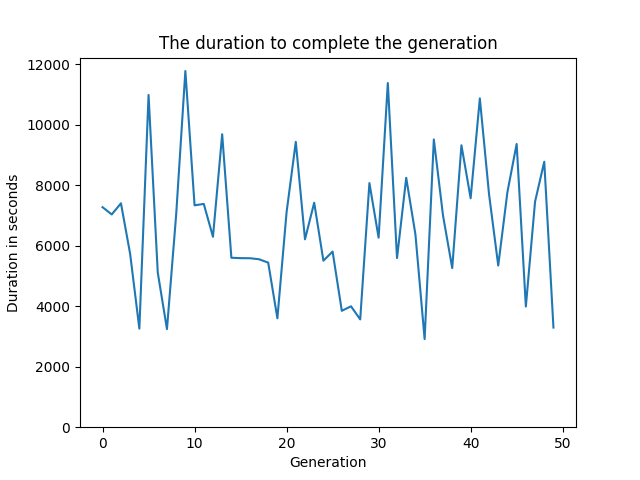 The duration to complete the generation
12000
10000
8000
6000
4000
2000
0
Duration in seconds
0 10 20 30 40 50
Generation